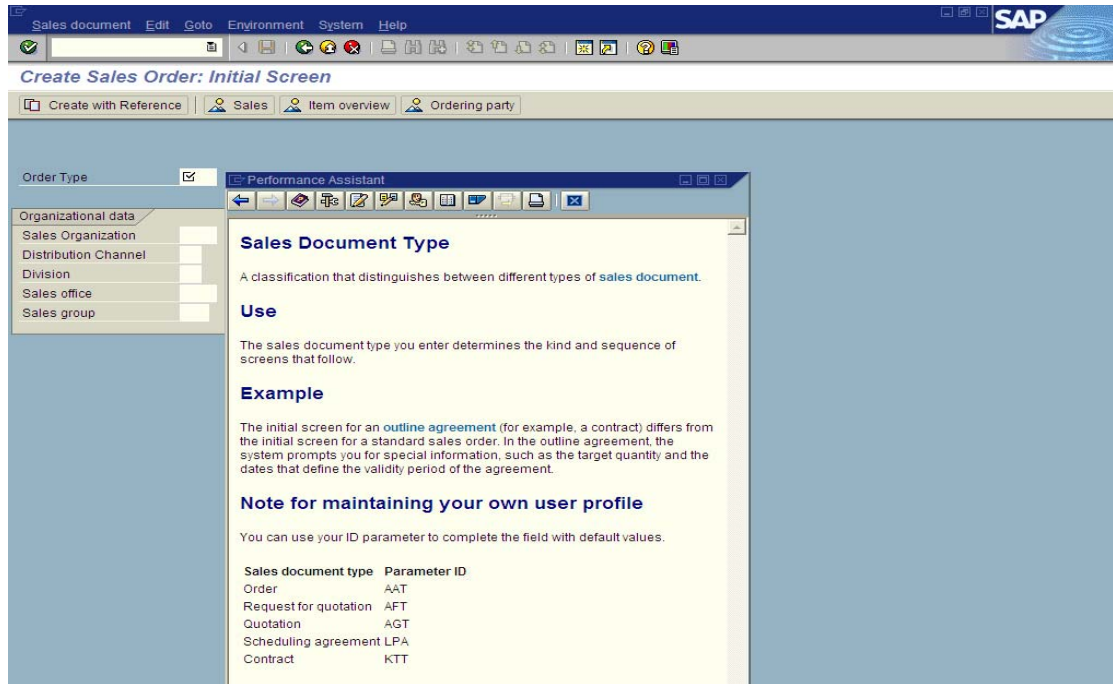 Sales document Edit Goto Environment System Help
SAP
Create Sales Order: Initial Screen
Create with Reference Sales Item overview Ordering party
Order Type
Organizational data
Sales Organization
Distribution Channel
Division
Sales office
Sales group
Performance Assistant
Sales Document Type
A classification that distinguishes between different types of sales document.
Use
The sales document type you enter determines the kind and sequence of
screens that follow.
Example
The initial screen for an outline agreement (for example, a contract) differs from
the initial screen for a standard sales order. In the outline agreement, the
system prompts you for special information, such as the target quantity and the
dates that define the validity period of the agreement.
Note for maintaining your own user profile
You can use your ID parameter to complete the field with default values.
Sales document type Parameter ID
Order AAT
Request for quotation AFT
Quotation AGT
Scheduling agreement LPA
Contract KTT